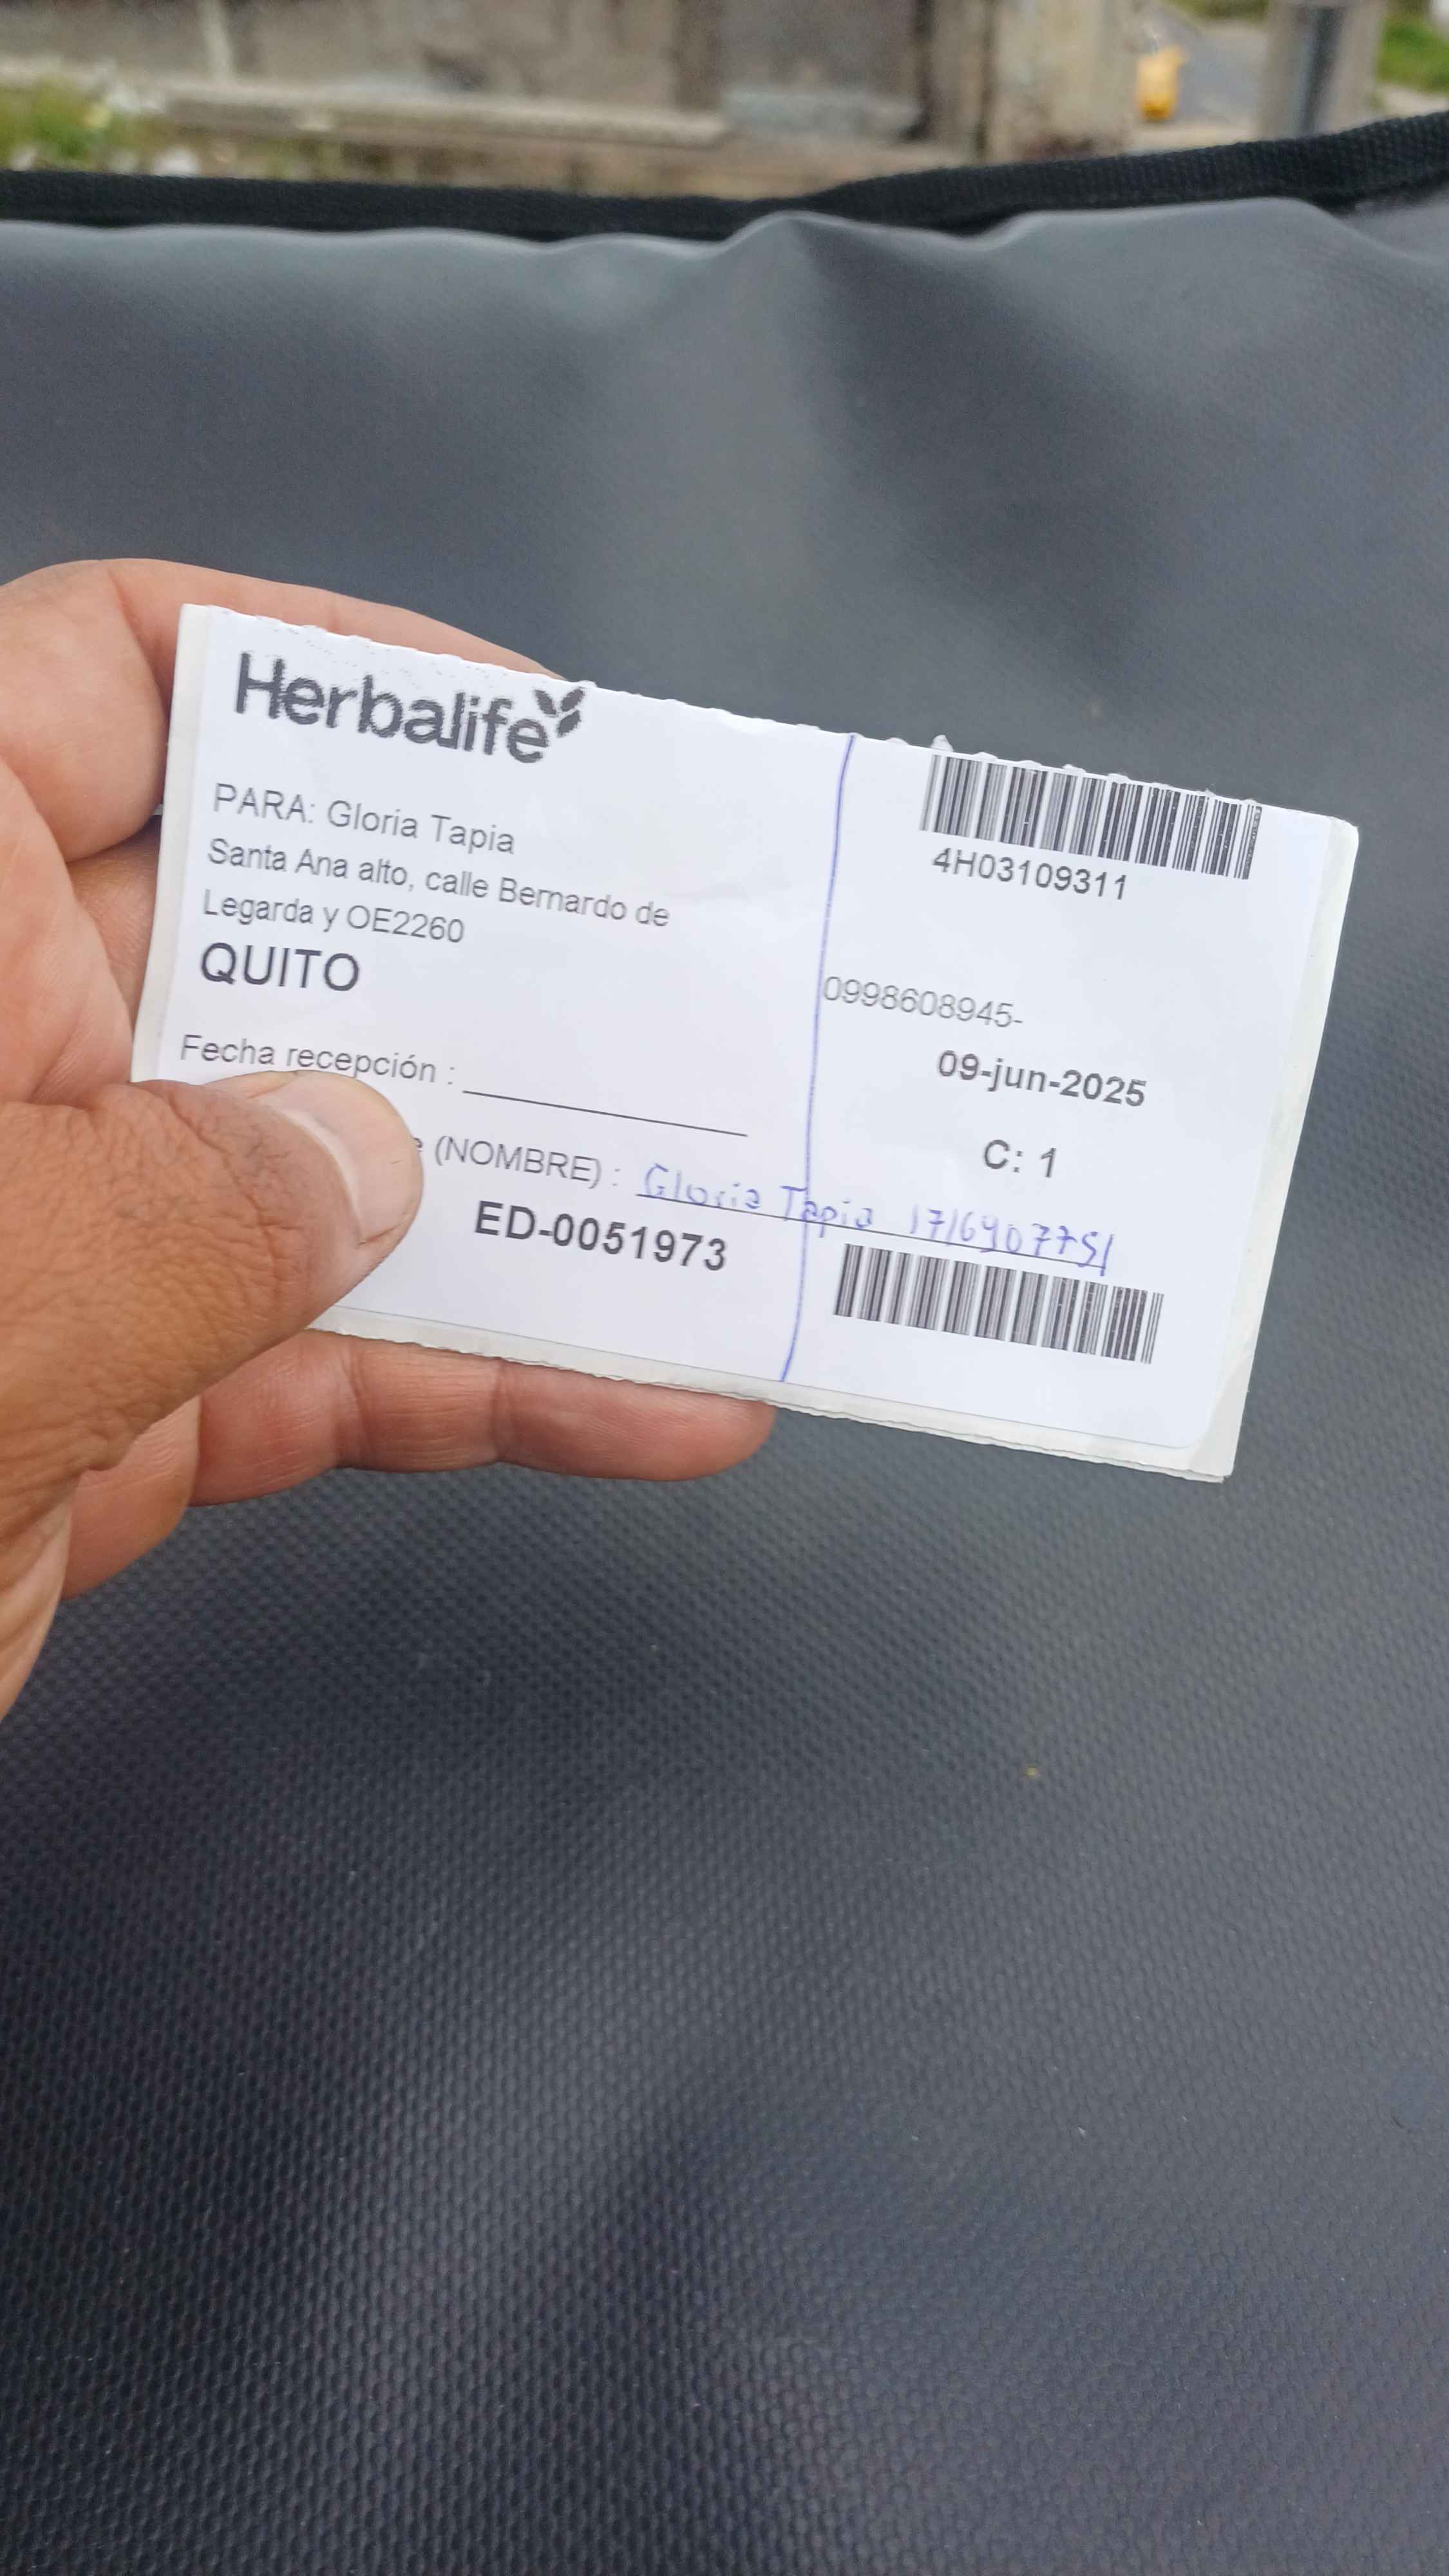 Herbalife
PARA: Gloria Tapia
Santa Ana alto, calle Bernardo de
Legarda y OE2260
QUITO
4H03109311
0998608945-
09-jun-2025
C: 1
Fecha recepción :
(NOMBRE) : Gloria Tapia 1716907751
ED-0051973